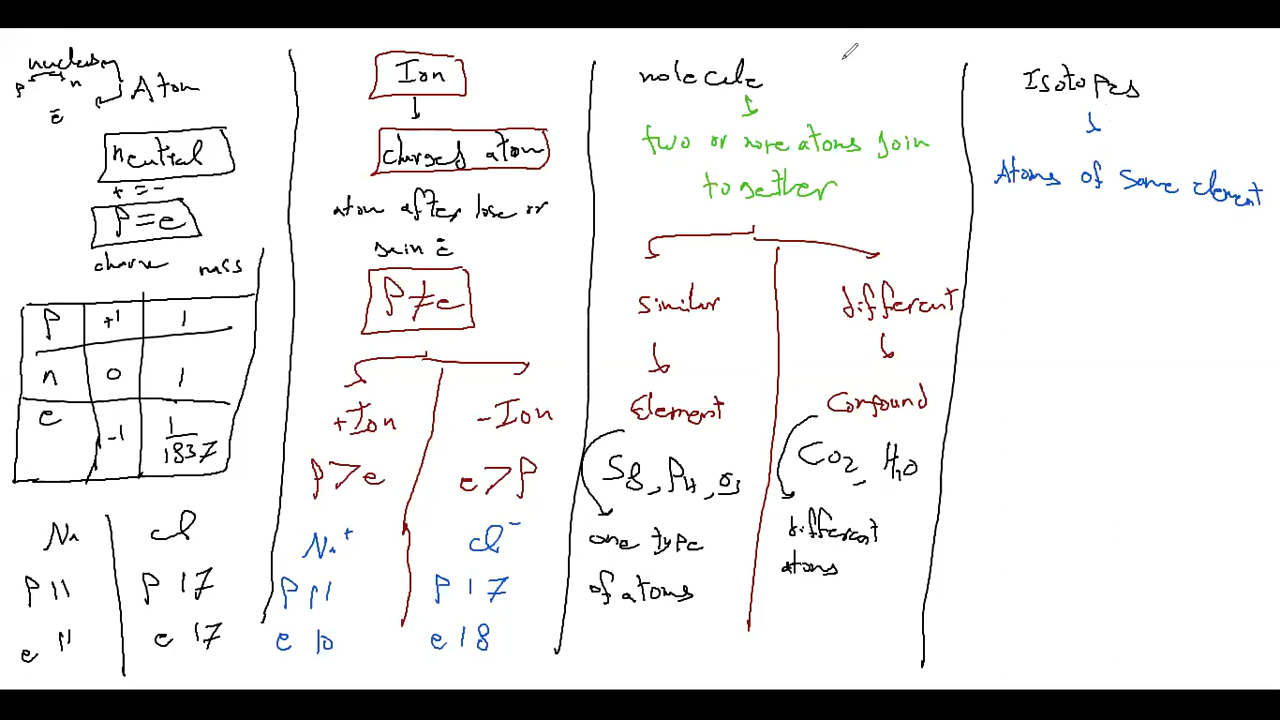 nucleus
P n
Atom
ē
neutral
+ = -
P = e
charge mass
P +1 1
n 0 1
e -1 1/1837
Na Cl
P 11 P 17
e 11 e 17
Ion
charged atom
atom after lose or
gain ē
P ≠ e
+Ion -Ion
P > e e > P
Na⁺ Cl⁻
P 11 P 17
e 10 e 18
molecule
two or more atoms join
together
similar different
Element Compound
S8, P4, O3 CO2, H2O
one type different
of atoms atoms
Isotopes
Atoms of same element